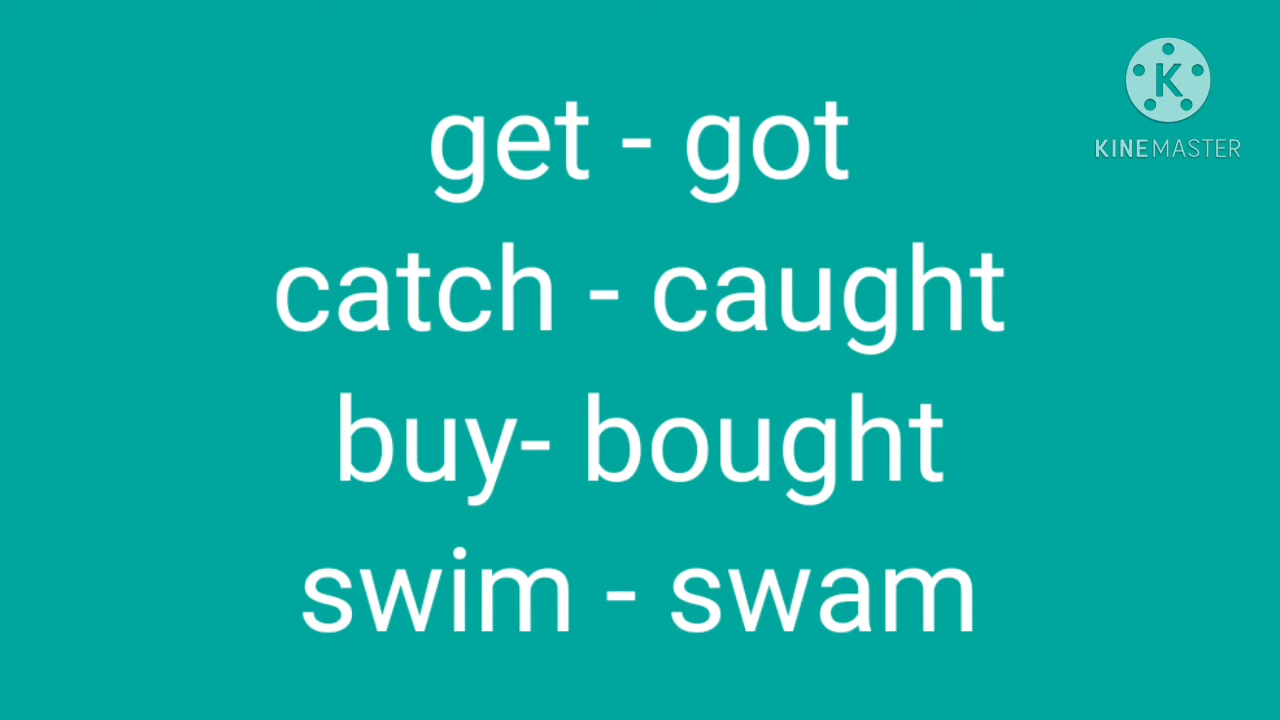 get - got
K
KINEMASTER
catch - caught
buy- bought
swim - swam